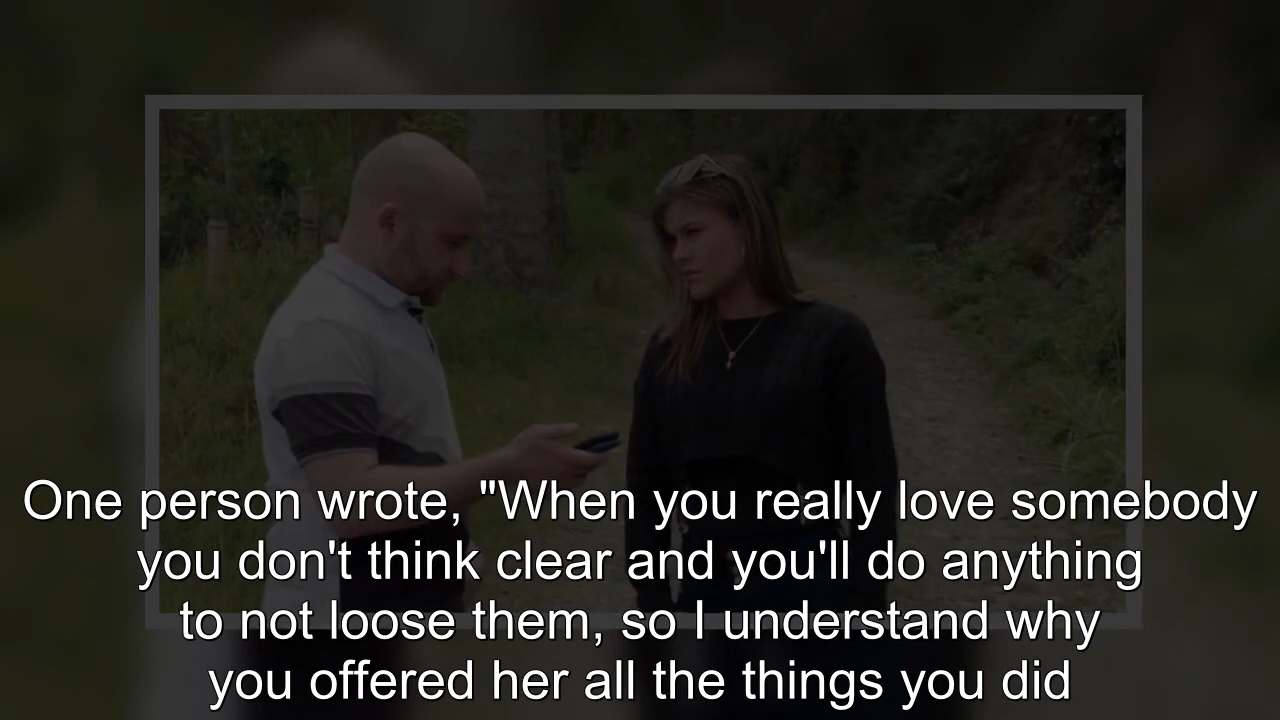 One person wrote, "When you really love somebody
you don't think clear and you'll do anything
to not loose them, so I understand why
you offered her all the things you did